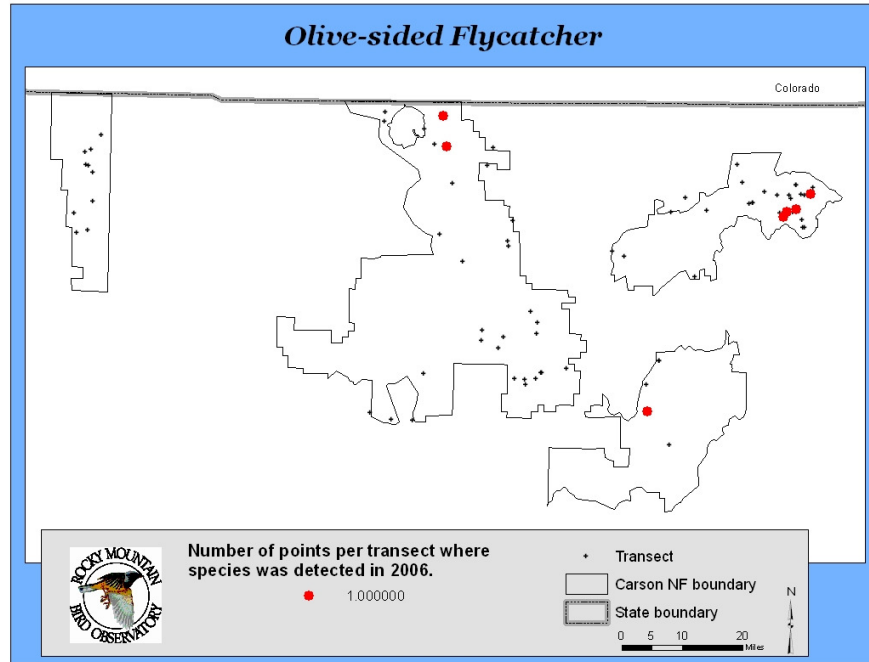 Olive-sided Flycatcher
Colorado
ROCKY MOUNTAIN
BIRD OBSERVATORY
Number of points per transect where
species was detected in 2006.
1.000000
Transect
Carson NF boundary
State boundary
N
0 5 10 20
Miles